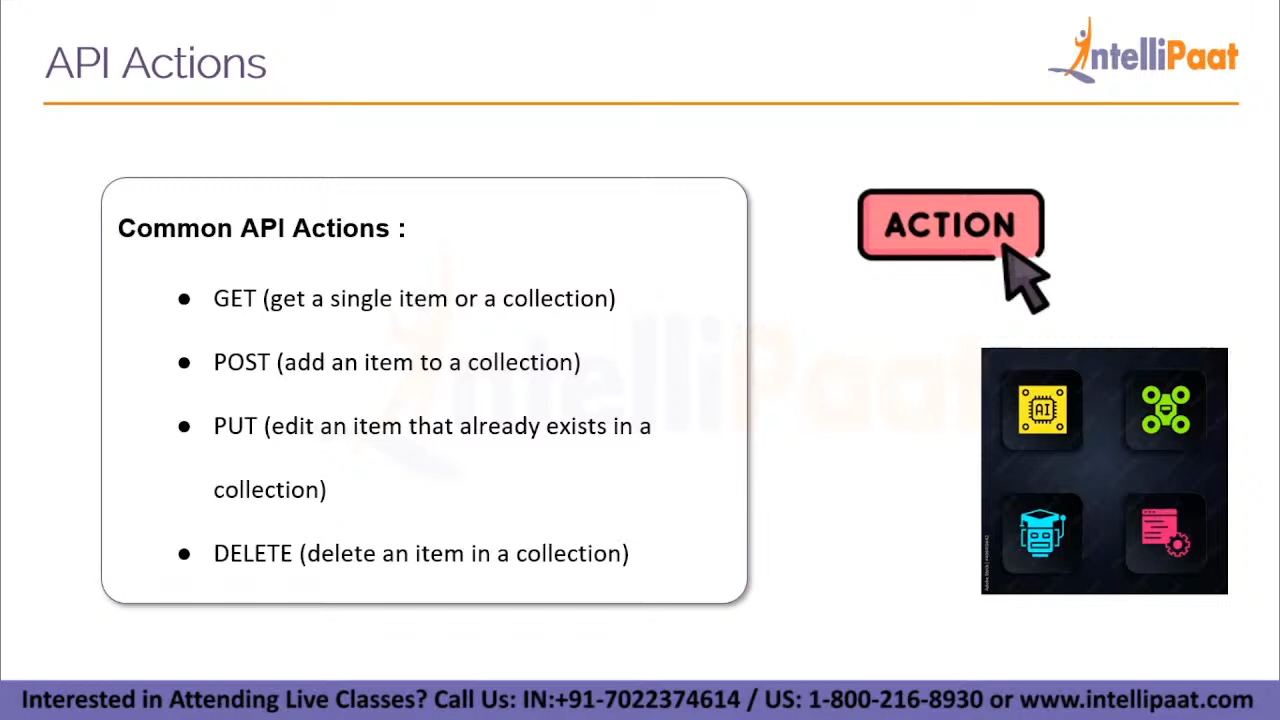 API Actions
IntelliPaat
Common API Actions :
● GET (get a single item or a collection)
● POST (add an item to a collection)
● PUT (edit an item that already exists in a
collection)
● DELETE (delete an item in a collection)
ACTION
AI
IntelliPaat
Interested in Attending Live Classes? Call Us: IN:+91-7022374614 / US: 1-800-216-8930 or www.intellipaat.com